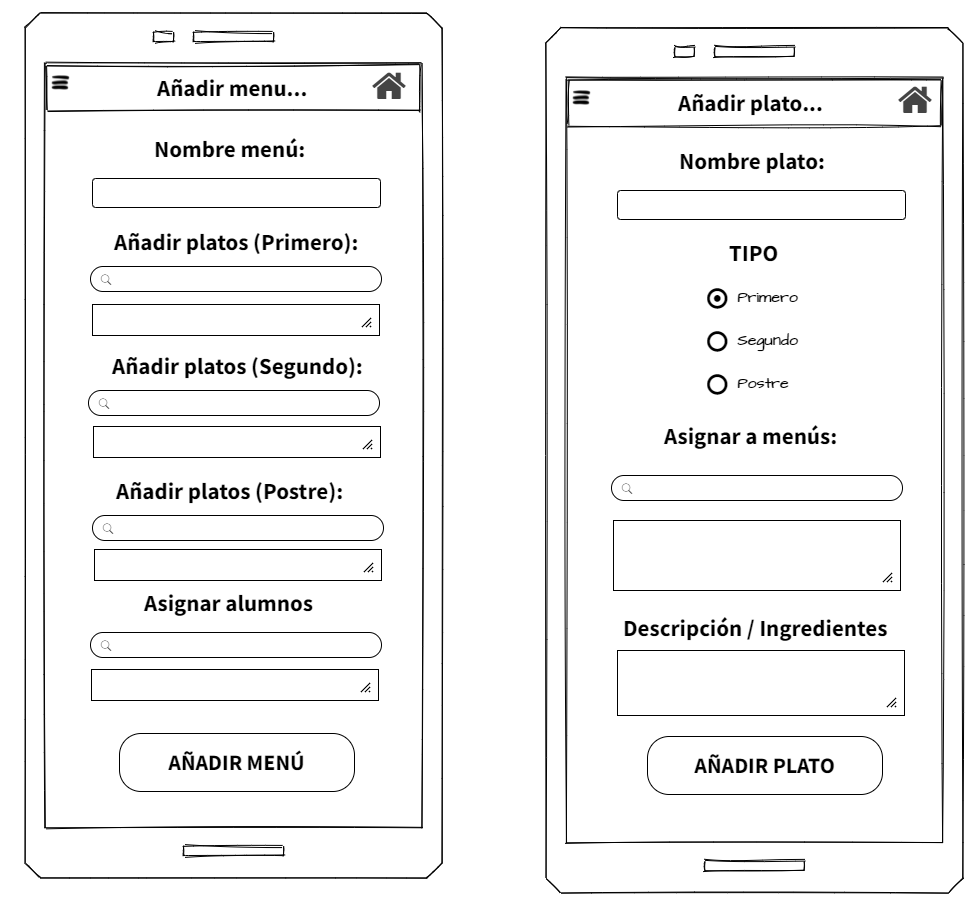 Añadir menu...
Nombre menú:
Añadir platos (Primero):
Añadir platos (Segundo):
Añadir platos (Postre):
Asignar alumnos
AÑADIR MENÚ
Añadir plato...
Nombre plato:
TIPO
Primero
Segundo
Postre
Asignar a menús:
Descripción / Ingredientes
AÑADIR PLATO